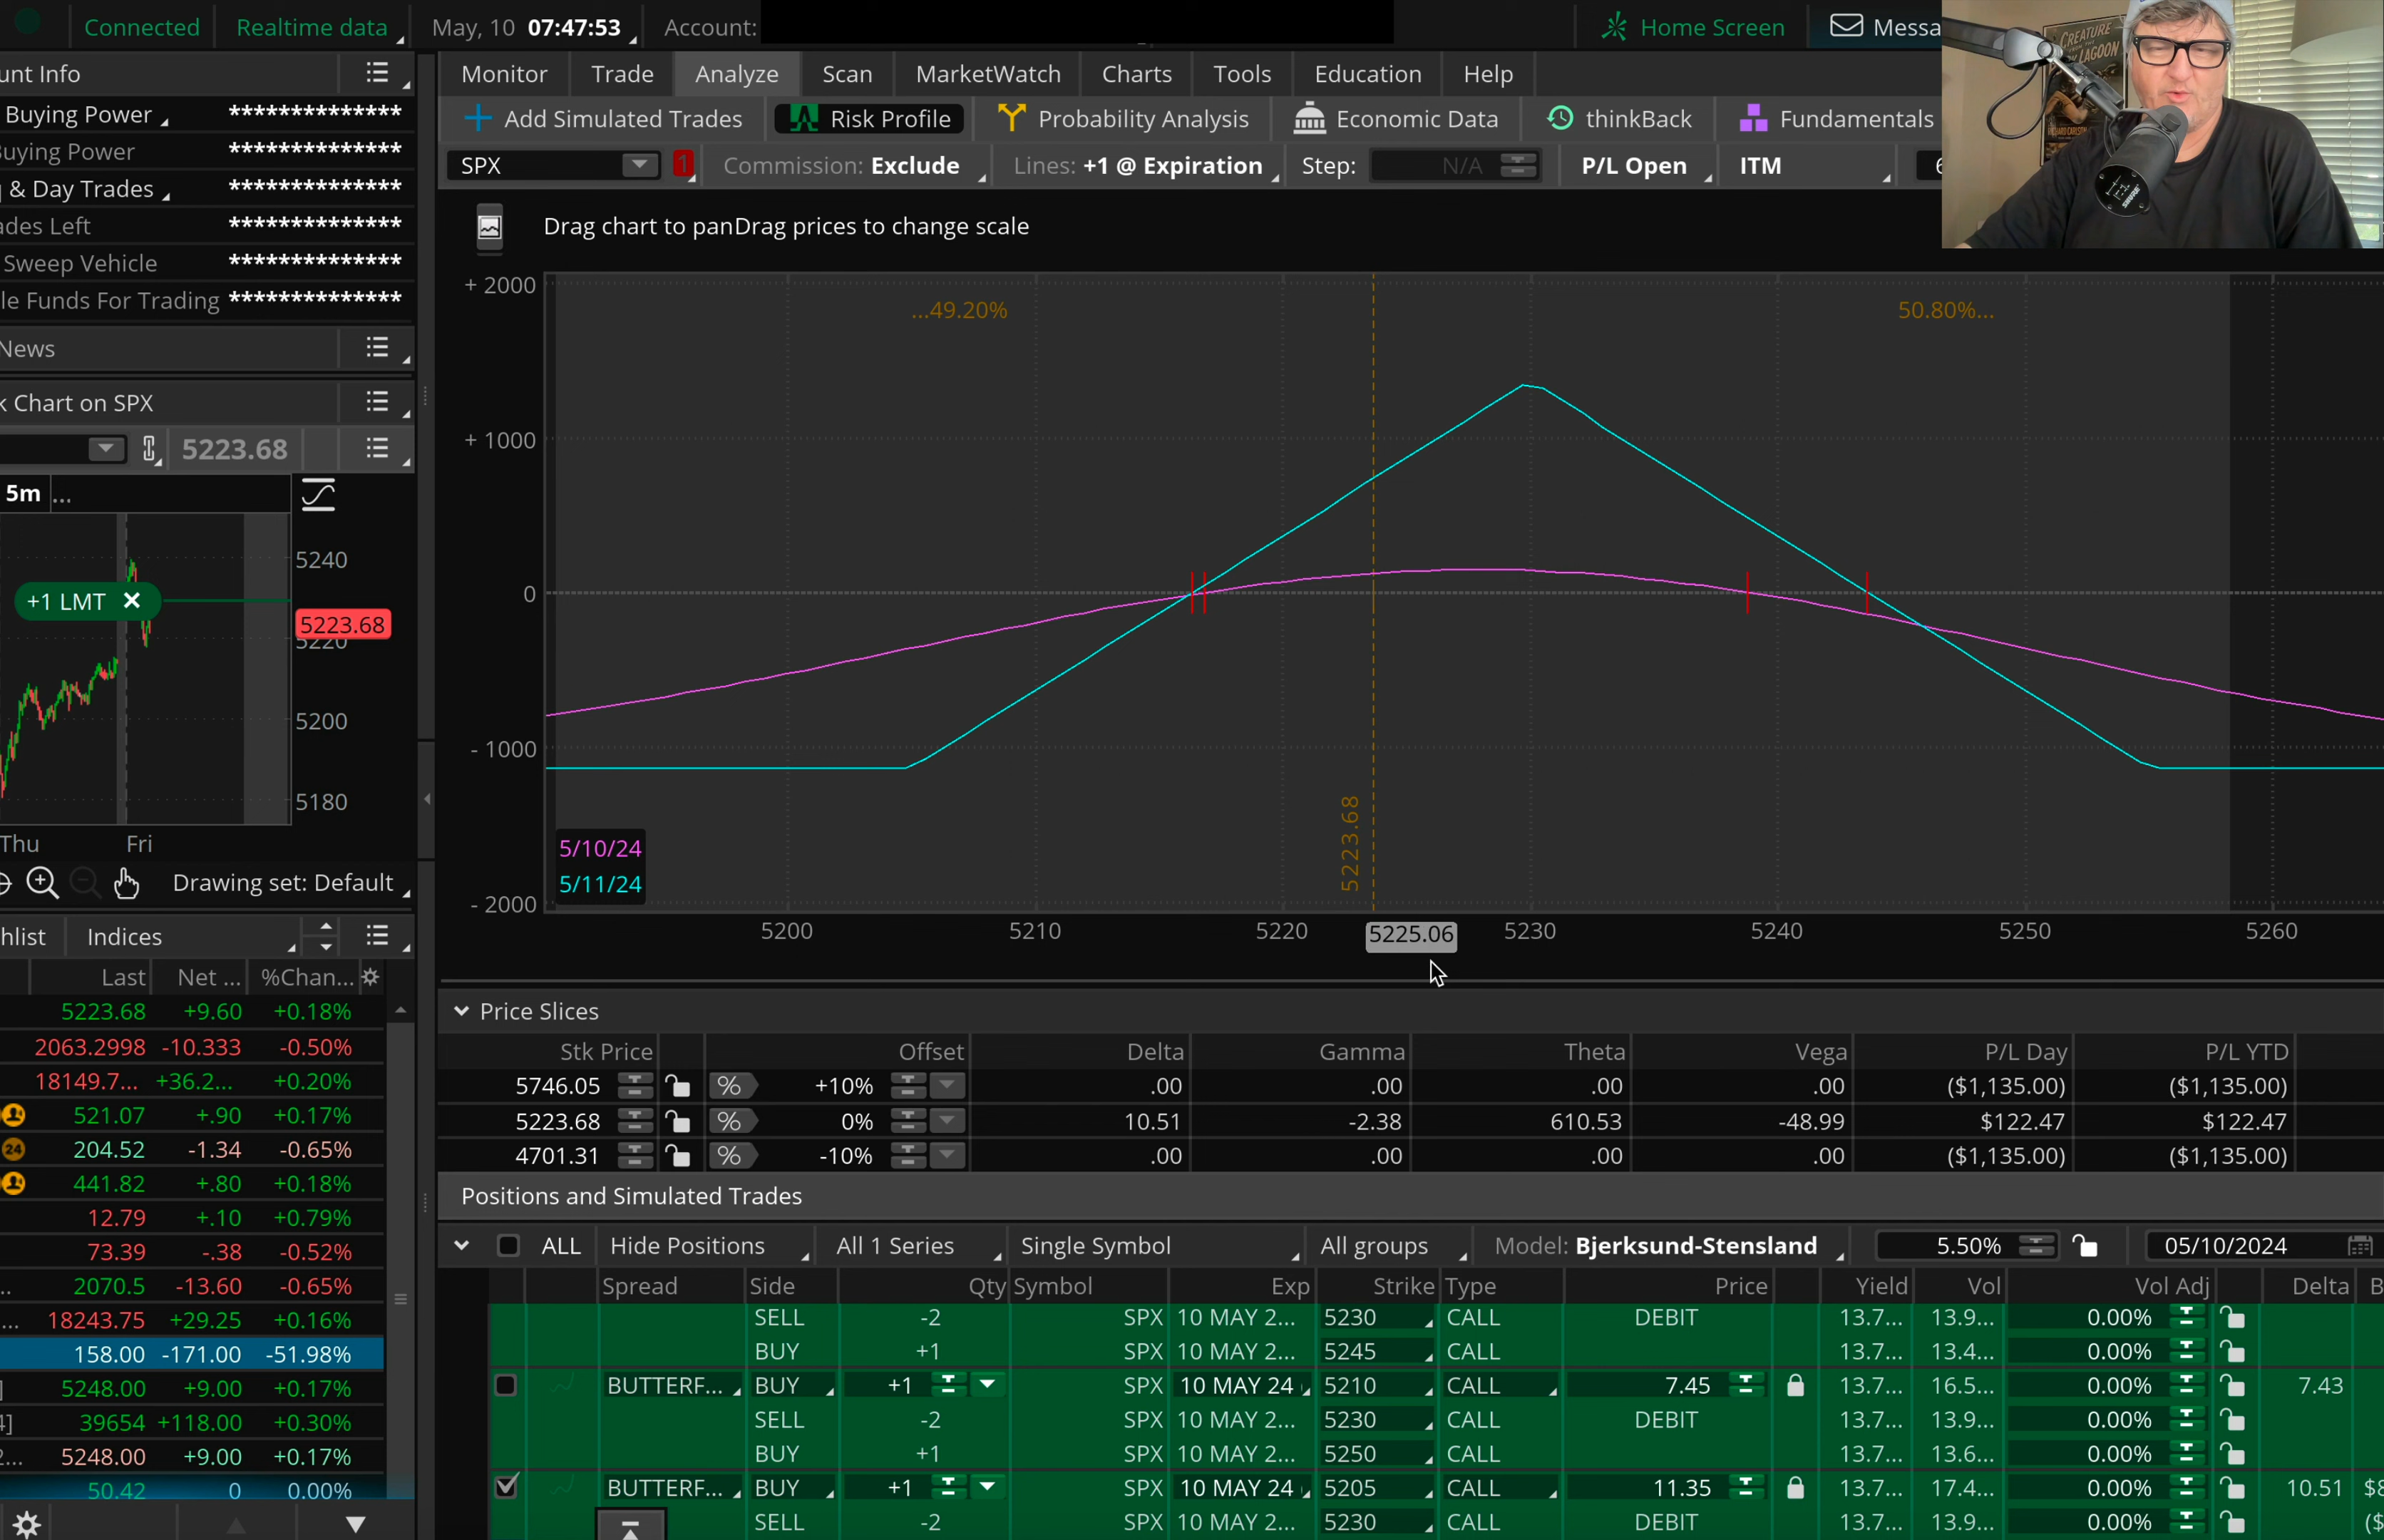 Connected Realtime data May, 10 07:47:53 Account: Home Screen Messa
unt Info Monitor Trade Analyze Scan MarketWatch Charts Tools Education Help
Buying Power **************
Add Simulated Trades Risk Profile Probability Analysis Economic Data thinkBack Fundamentals
Buying Power **************
SPX 1 Commission: Exclude Lines: +1 @ Expiration Step: N/A P/L Open ITM
& Day Trades **************
ades Left **************
Drag chart to panDrag prices to change scale
Sweep Vehicle **************
le Funds For Trading **************
+ 2000
...49.20% 50.80%...
News
k Chart on SPX
+ 1000
5223.68
5m ...
5240
0
+1 LMT
5223.68
5220
5200
- 1000
5180
Thu Fri
5/10/24
5/11/24
5223.68
- 2000
Drawing set: Default
5200 5210 5220 5225.06 5230 5240 5250 5260
hlist Indices
Last Net ... %Chan...
5223.68 +9.60 +0.18%
2063.2998 -10.333 -0.50%
18149.7... +36.2... +0.20%
521.07 +.90 +0.17%
24 204.52 -1.34 -0.65%
441.82 +.80 +0.18%
12.79 +.10 +0.79%
73.39 -.38 -0.52%
2070.5 -13.60 -0.65%
18243.75 +29.25 +0.16%
158.00 -171.00 -51.98%
5248.00 +9.00 +0.17%
4] 39654 +118.00 +0.30%
2... 5248.00 +9.00 +0.17%
50.42 0 0.00%
Price Slices
Stk Price Offset Delta Gamma Theta Vega P/L Day P/L YTD
5746.05 % +10% .00 .00 .00 .00 ($1,135.00) ($1,135.00)
5223.68 % 0% 10.51 -2.38 610.53 -48.99 $122.47 $122.47
4701.31 % -10% .00 .00 .00 .00 ($1,135.00) ($1,135.00)
Positions and Simulated Trades
ALL Hide Positions All 1 Series Single Symbol All groups Model: Bjerksund-Stensland 5.50% 05/10/2024
Spread Side Qty Symbol Exp Strike Type Price Yield Vol Vol Adj Delta B
SELL -2 SPX 10 MAY 2... 5230 CALL DEBIT 13.7... 13.9... 0.00%
BUY +1 SPX 10 MAY 2... 5245 CALL 13.7... 13.4... 0.00%
BUTTERF... BUY +1 SPX 10 MAY 24 5210 CALL 7.45 13.7... 16.5... 0.00% 7.43
SELL -2 SPX 10 MAY 2... 5230 CALL DEBIT 13.7... 13.9... 0.00%
BUY +1 SPX 10 MAY 2... 5250 CALL 13.7... 13.6... 0.00%
BUTTERF... BUY +1 SPX 10 MAY 24 5205 CALL 11.35 13.7... 17.4... 0.00% 10.51 $8
SELL -2 SPX 10 MAY 2... 5230 CALL DEBIT 13.7... 13.9... 0.00% ($